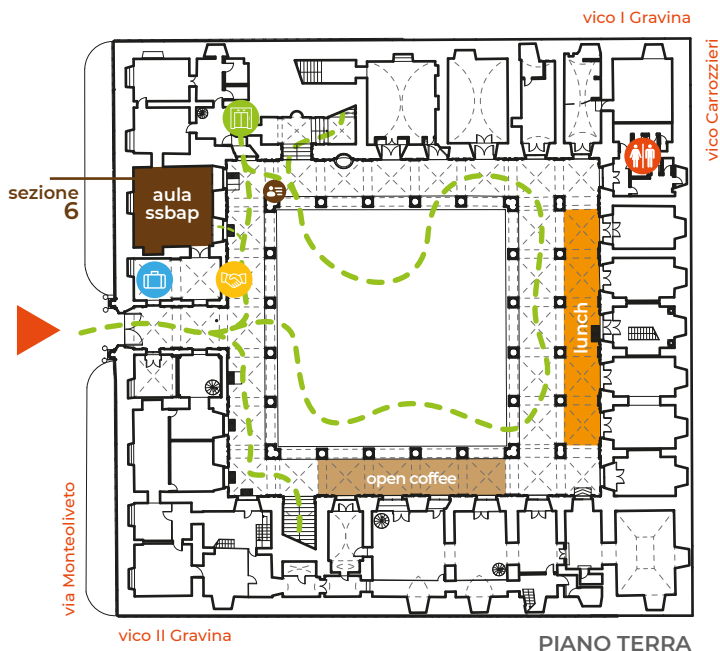 vico I Gravina
vico Carrozzieri
sezione
6
aula
ssbap
lunch
open coffee
via Monteoliveto
vico II Gravina
PIANO TERRA